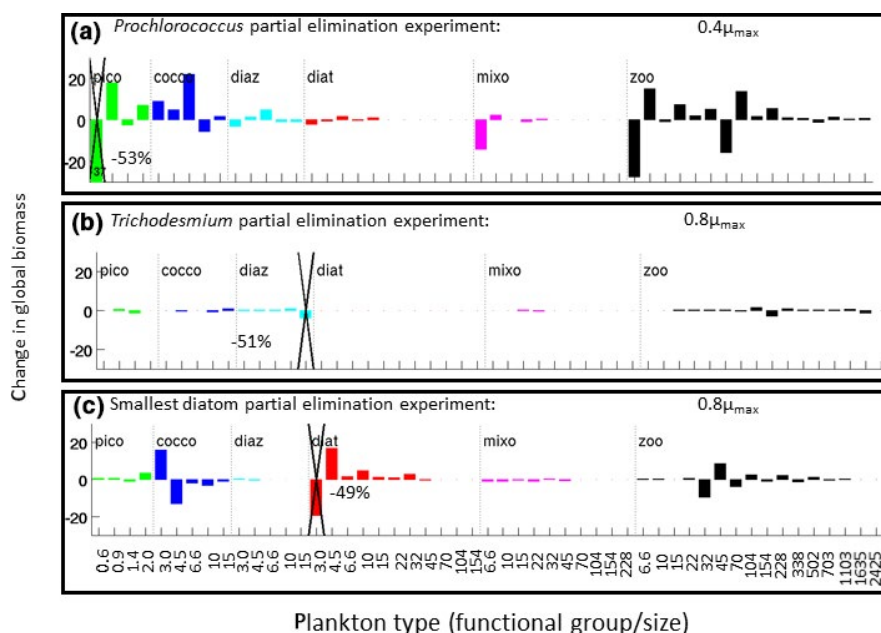 (a) Prochlorococcus partial elimination experiment: 0.4μmax
pico cocco diaz diat mixo zoo
20
0
-20
37
-53%
(b) Trichodesmium partial elimination experiment: 0.8μmax
pico cocco diaz diat mixo zoo
20
0
-20
-51%
(c) Smallest diatom partial elimination experiment: 0.8μmax
pico cocco diaz diat mixo zoo
20
0
-20
-49%
Change in global biomass
0.6 0.9 1.4 2.0 3.0 4.5 6.6 10 15 3.0 4.5 6.6 10 15 3.0 4.5 6.6 10 15 22 32 45 70 104 154 6.6 10 15 22 32 45 70 104 154 228 6.6 10 15 22 32 45 70 104 154 228 338 502 703 1103 1635 2425
Plankton type (functional group/size)